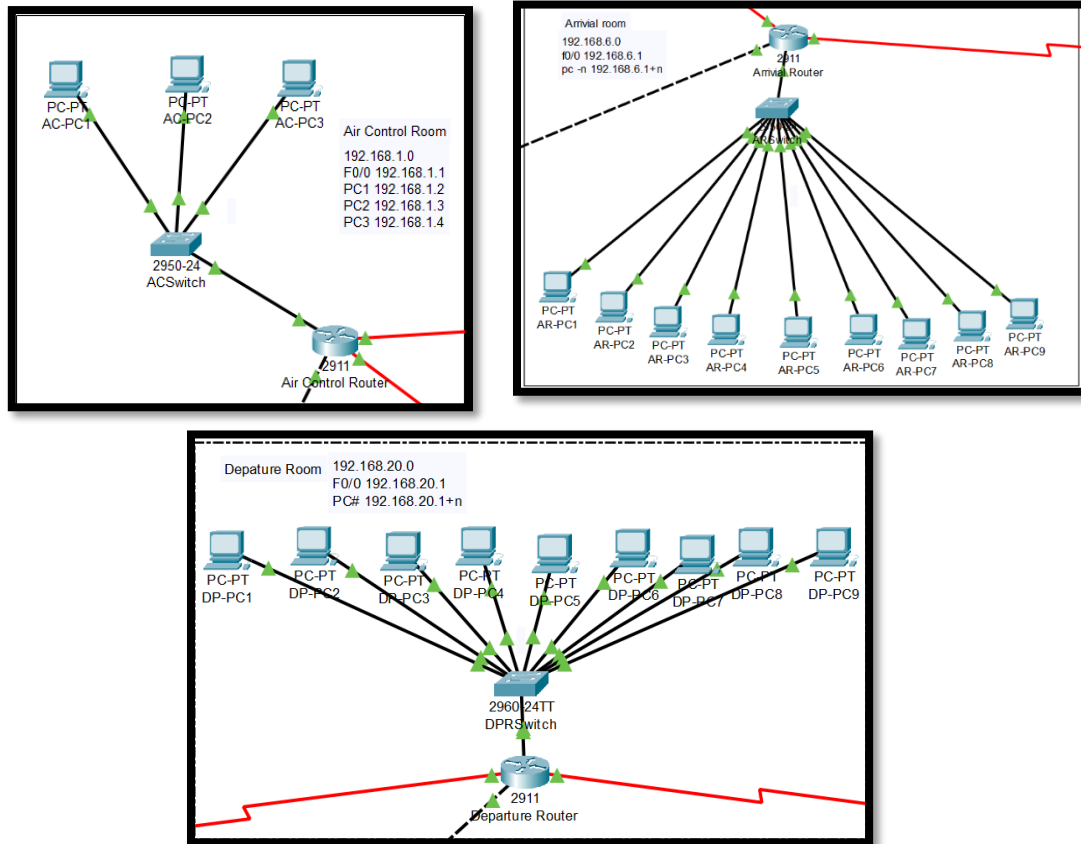 PC-PT
AC-PC1
PC-PT
AC-PC2
PC-PT
AC-PC3
Air Control Room
192.168.1.0
F0/0 192.168.1.1
PC1 192.168.1.2
PC2 192.168.1.3
PC3 192.168.1.4
2950-24
ACSwitch
2911
Air Control Router
Arrivial room
192.168.6.0
f0/0 192.168.6.1
pc -n 192.168.6.1+n
2911
Arrival Router
ARSwitch
PC-PT
AR-PC1
PC-PT
AR-PC2
PC-PT
AR-PC3
PC-PT
AR-PC4
PC-PT
AR-PC5
PC-PT
AR-PC6
PC-PT
AR-PC7
PC-PT
AR-PC8
PC-PT
AR-PC9
Depature Room
192.168.20.0
F0/0 192.168.20.1
PC# 192.168.20.1+n
PC-PT
DP-PC1
PC-PT
DP-PC2
PC-PT
DP-PC3
PC-PT
DP-PC4
PC-PT
DP-PC5
PC-PT
DP-PC6
PC-PT
DP-PC7
PC-PT
DP-PC8
PC-PT
DP-PC9
2960-24TT
DPRSwitch
2911
Departure Router